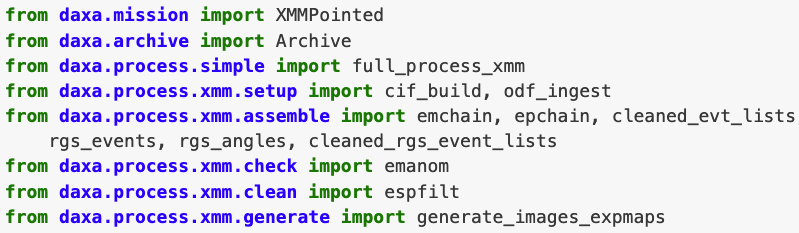 from daxa.mission import XMMPointed
from daxa.archive import Archive
from daxa.process.simple import full_process_xmm
from daxa.process.xmm.setup import cif_build, odf_ingest
from daxa.process.xmm.assemble import emchain, epchain, cleaned_evt_lists
    rgs_events, rgs_angles, cleaned_rgs_event_lists
from daxa.process.xmm.check import emanom
from daxa.process.xmm.clean import espfilt
from daxa.process.xmm.generate import generate_images_expmaps